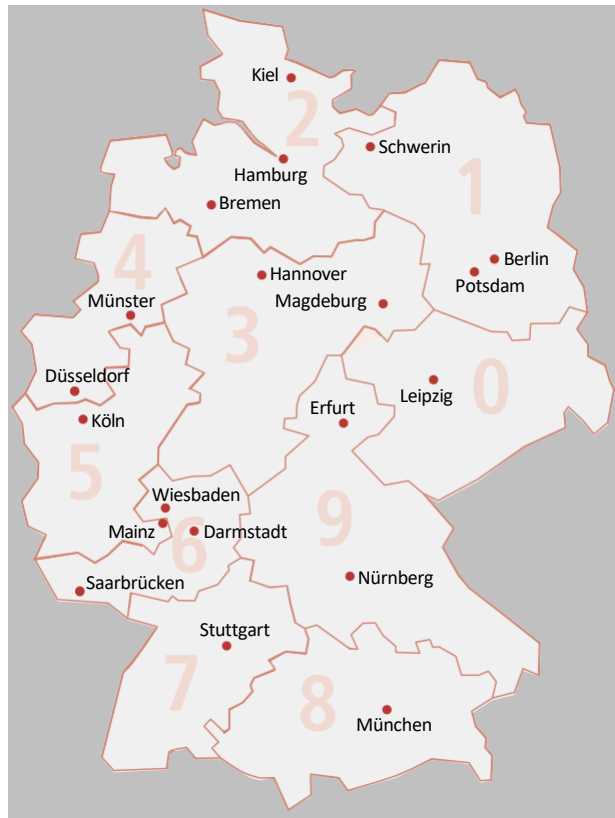 Kiel
2
Schwerin
Hamburg
1
Bremen
4
Berlin
Hannover
Potsdam
Münster
Magdeburg
3
Düsseldorf
0
Leipzig
Erfurt
Köln
5
Wiesbaden
9
Mainz
6
Darmstadt
Saarbrücken
Nürnberg
Stuttgart
7
8
München